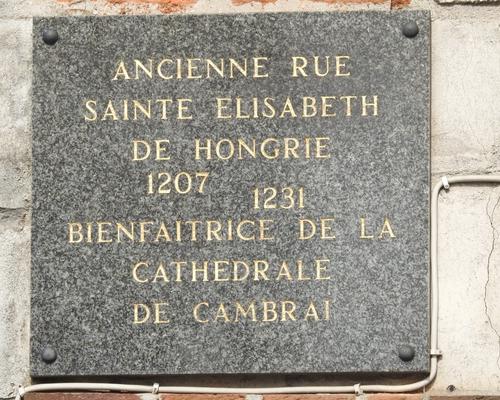 ANCIENNE RUE
SAINTE ELISABETH
DE HONGRIE
1207 1231
BIENFAITRICE DE LA
CATHEDRALE
DE CAMBRAI